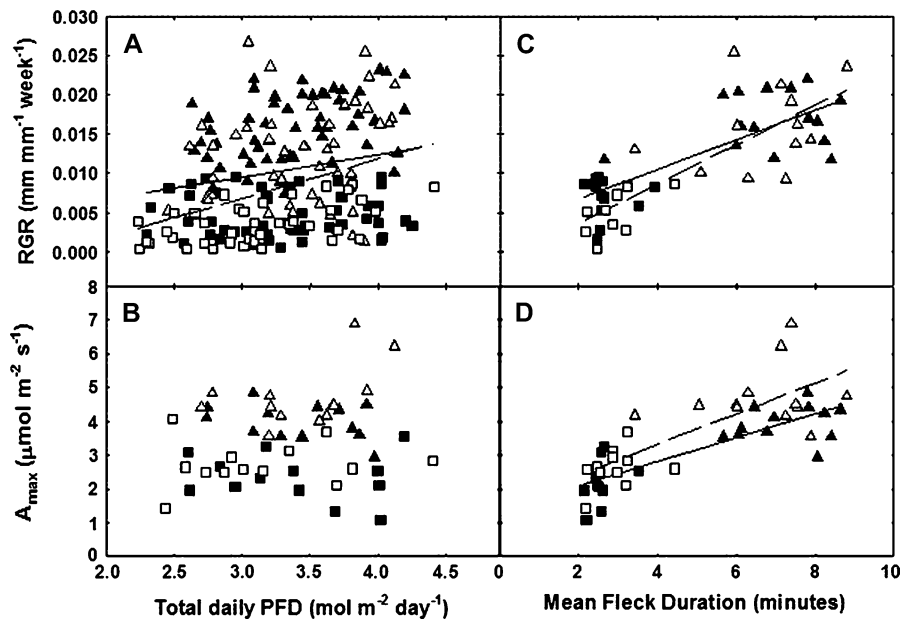 A
C
RGR (mm mm⁻¹ week⁻¹)
0.030
0.025
0.020
0.015
0.010
0.005
0.000
B
D
A_max (μmol m⁻² s⁻¹)
8
7
6
5
4
3
2
1
0
2.0 2.5 3.0 3.5 4.0 4.5
0 2 4 6 8 10
Total daily PFD (mol m⁻² day⁻¹)
Mean Fleck Duration (minutes)